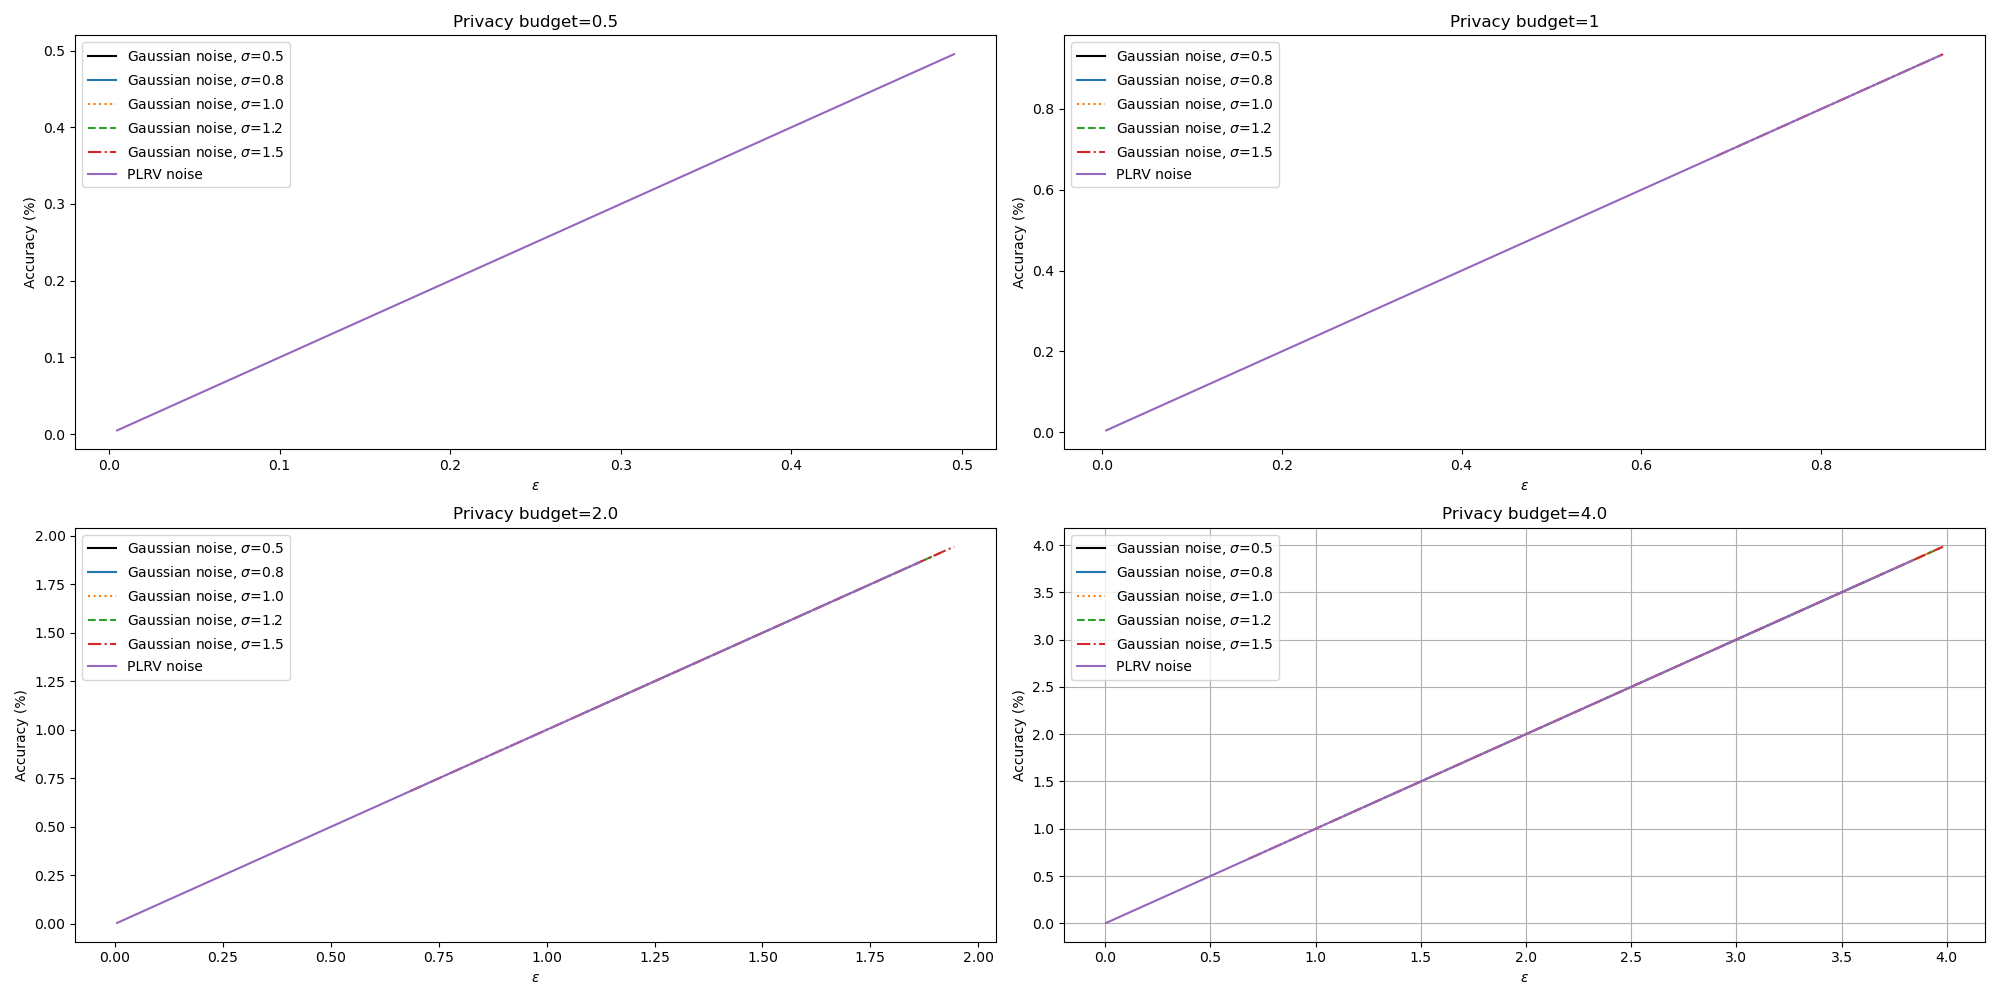 Privacy budget=0.5
Gaussian noise, σ=0.5
Gaussian noise, σ=0.8
Gaussian noise, σ=1.0
Gaussian noise, σ=1.2
Gaussian noise, σ=1.5
PLRV noise
Accuracy (%)
0.5
0.4
0.3
0.2
0.1
0.0
0.0 0.1 0.2 0.3 0.4 0.5
ε
Privacy budget=1
Gaussian noise, σ=0.5
Gaussian noise, σ=0.8
Gaussian noise, σ=1.0
Gaussian noise, σ=1.2
Gaussian noise, σ=1.5
PLRV noise
Accuracy (%)
0.8
0.6
0.4
0.2
0.0
0.0 0.2 0.4 0.6 0.8
ε
Privacy budget=2.0
Gaussian noise, σ=0.5
Gaussian noise, σ=0.8
Gaussian noise, σ=1.0
Gaussian noise, σ=1.2
Gaussian noise, σ=1.5
PLRV noise
Accuracy (%)
2.00
1.75
1.50
1.25
1.00
0.75
0.50
0.25
0.00
0.00 0.25 0.50 0.75 1.00 1.25 1.50 1.75 2.00
ε
Privacy budget=4.0
Gaussian noise, σ=0.5
Gaussian noise, σ=0.8
Gaussian noise, σ=1.0
Gaussian noise, σ=1.2
Gaussian noise, σ=1.5
PLRV noise
Accuracy (%)
4.0
3.5
3.0
2.5
2.0
1.5
1.0
0.5
0.0
0.0 0.5 1.0 1.5 2.0 2.5 3.0 3.5 4.0
ε